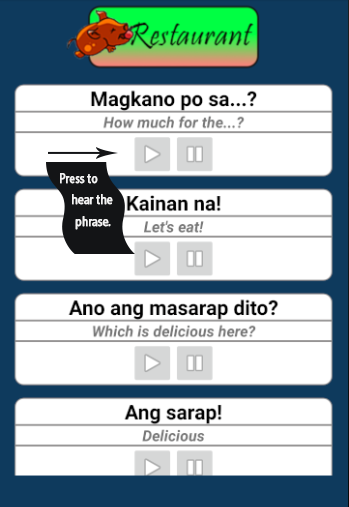 Restaurant
Magkano po sa...?
How much for the...?
Press to
hear the
phrase.
Kainan na!
Let's eat!
Ano ang masarap dito?
Which is delicious here?
Ang sarap!
Delicious